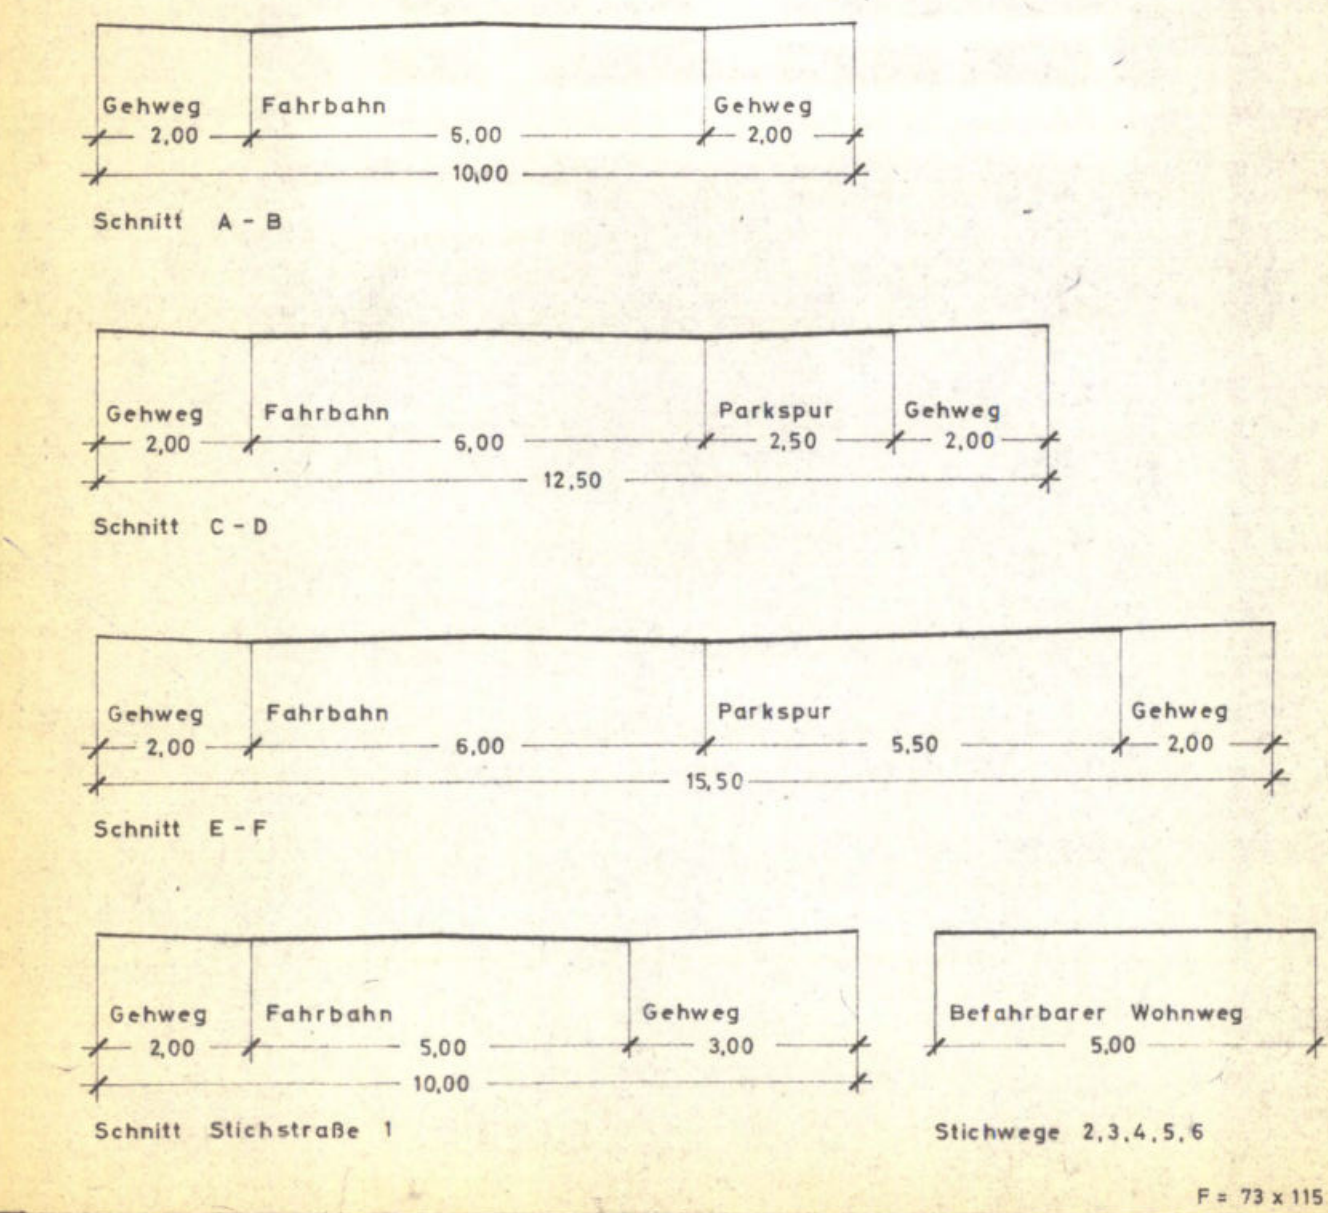 Gehweg Fahrbahn Gehweg
2,00 6,00 2,00
10,00
Schnitt A - B
Gehweg Fahrbahn Parkspur Gehweg
2,00 6,00 2,50 2,00
12,50
Schnitt C - D
Gehweg Fahrbahn Parkspur Gehweg
2,00 6,00 5,50 2,00
15,50
Schnitt E - F
Gehweg Fahrbahn Gehweg
2,00 5,00 3,00
10,00
Schnitt Stichstraße 1
Befahrbarer Wohnweg
5,00
Stichwege 2,3,4,5,6
F = 73 x 115